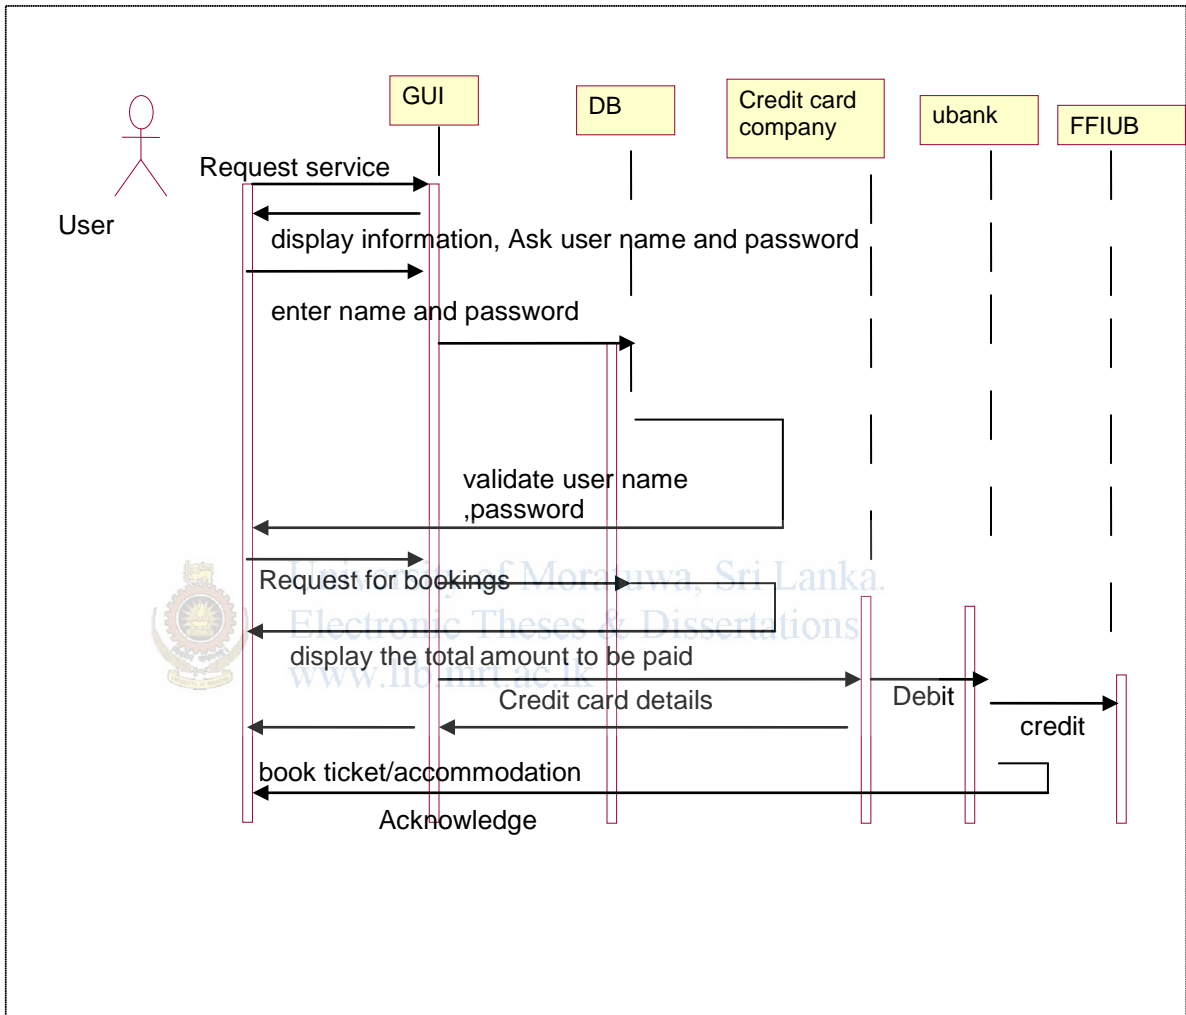 GUI
DB
Credit card
company
ubank
FFIUB
Request service
User
display information, Ask user name and password
enter name and password
validate user name
,password
University of Moratuwa, Sri Lanka.
Request for bookings
Electronic Theses & Dissertations
display the total amount to be paid
www.lib.mrt.ac.lk
Credit card details
Debit
credit
book ticket/accommodation
Acknowledge